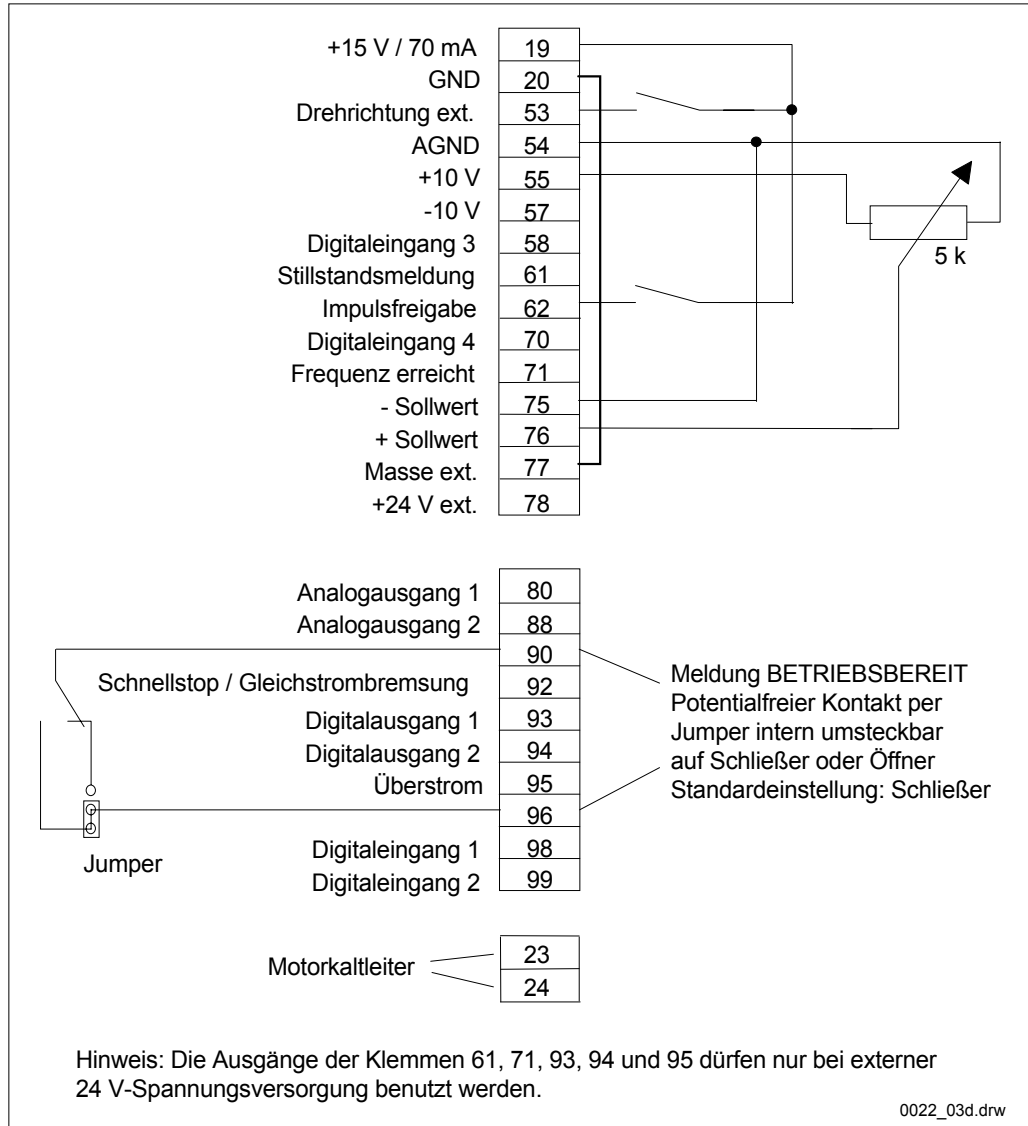 +15 V / 70 mA 19
GND 20
Drehrichtung ext. 53
AGND 54
+10 V 55
-10 V 57
Digitaleingang 3 58
Stillstandsmeldung 61
Impulsfreigabe 62
Digitaleingang 4 70
Frequenz erreicht 71
- Sollwert 75
+ Sollwert 76
Masse ext. 77
+24 V ext. 78
5 k
Analogausgang 1 80
Analogausgang 2 88
90
Schnellstop / Gleichstrombremsung 92
Digitalausgang 1 93
Digitalausgang 2 94
Überstrom 95
96
Digitaleingang 1 98
Digitaleingang 2 99
Meldung BETRIEBSBEREIT
Potentialfreier Kontakt per
Jumper intern umsteckbar
auf Schließer oder Öffner
Standardeinstellung: Schließer
Jumper
Motorkaltleiter
23
24
Hinweis: Die Ausgänge der Klemmen 61, 71, 93, 94 und 95 dürfen nur bei externer
24 V-Spannungsversorgung benutzt werden.
0022_03d.drw